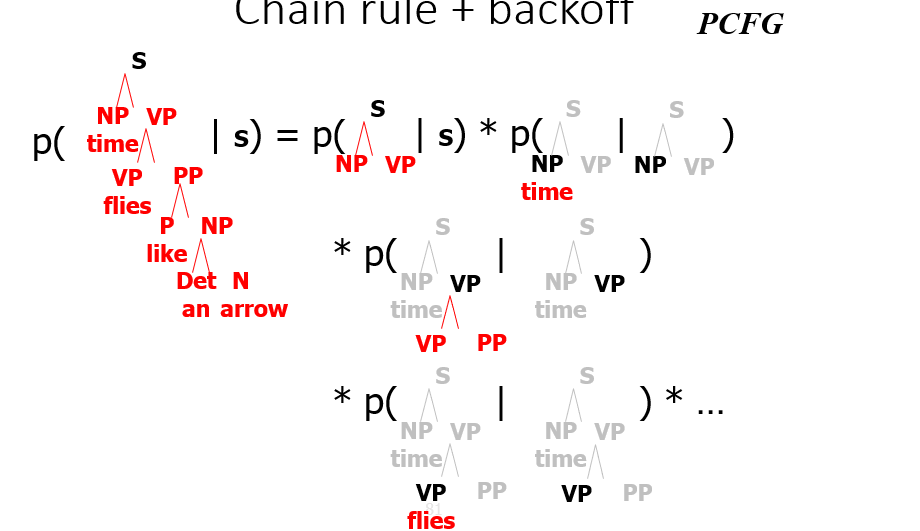 Chain rule + backoff
PCFG
S
NP VP
time
VP PP
flies
P NP
like
Det N
an arrow
p( | s) = p( | s) * p( | )
S
NP VP
S
NP VP
time
S
NP VP
* p( | )
S
NP VP
time
VP PP
S
NP VP
time
* p( | ) * ...
S
NP VP
time
VP PP
flies
S
NP VP
time
VP PP
81